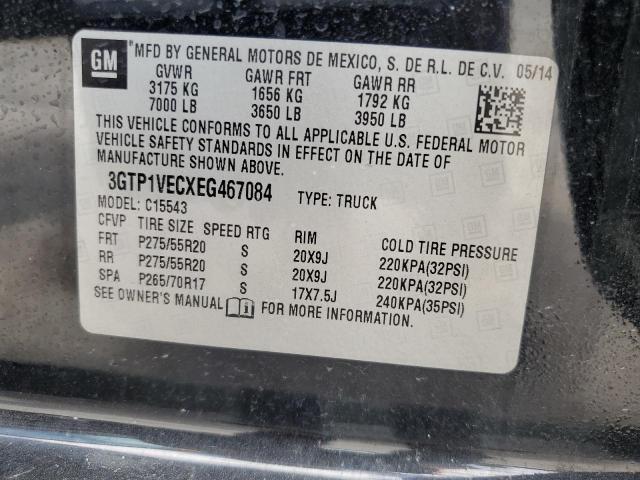 GM *MFD BY GENERAL MOTORS DE MEXICO, S. DE R.L. DE C.V. 05/14
GVWR GAWR FRT GAWR RR
3175 KG 1656 KG 1792 KG
7000 LB 3650 LB 3950 LB
THIS VEHICLE CONFORMS TO ALL APPLICABLE U.S. FEDERAL MOTOR
VEHICLE SAFETY STANDARDS IN EFFECT ON THE DATE OF
MANUFACTURE SHOWN ABOVE.
3GTP1VECXEG467084 TYPE: TRUCK
MODEL: C15543
CFVP TIRE SIZE SPEED RTG RIM COLD TIRE PRESSURE
FRT P275/55R20 S 20X9J 220KPA(32PSI)
RR P275/55R20 S 20X9J 220KPA(32PSI)
SPA P265/70R17 S 17X7.5J 240KPA(35PSI)
SEE OWNER'S MANUAL FOR MORE INFORMATION.